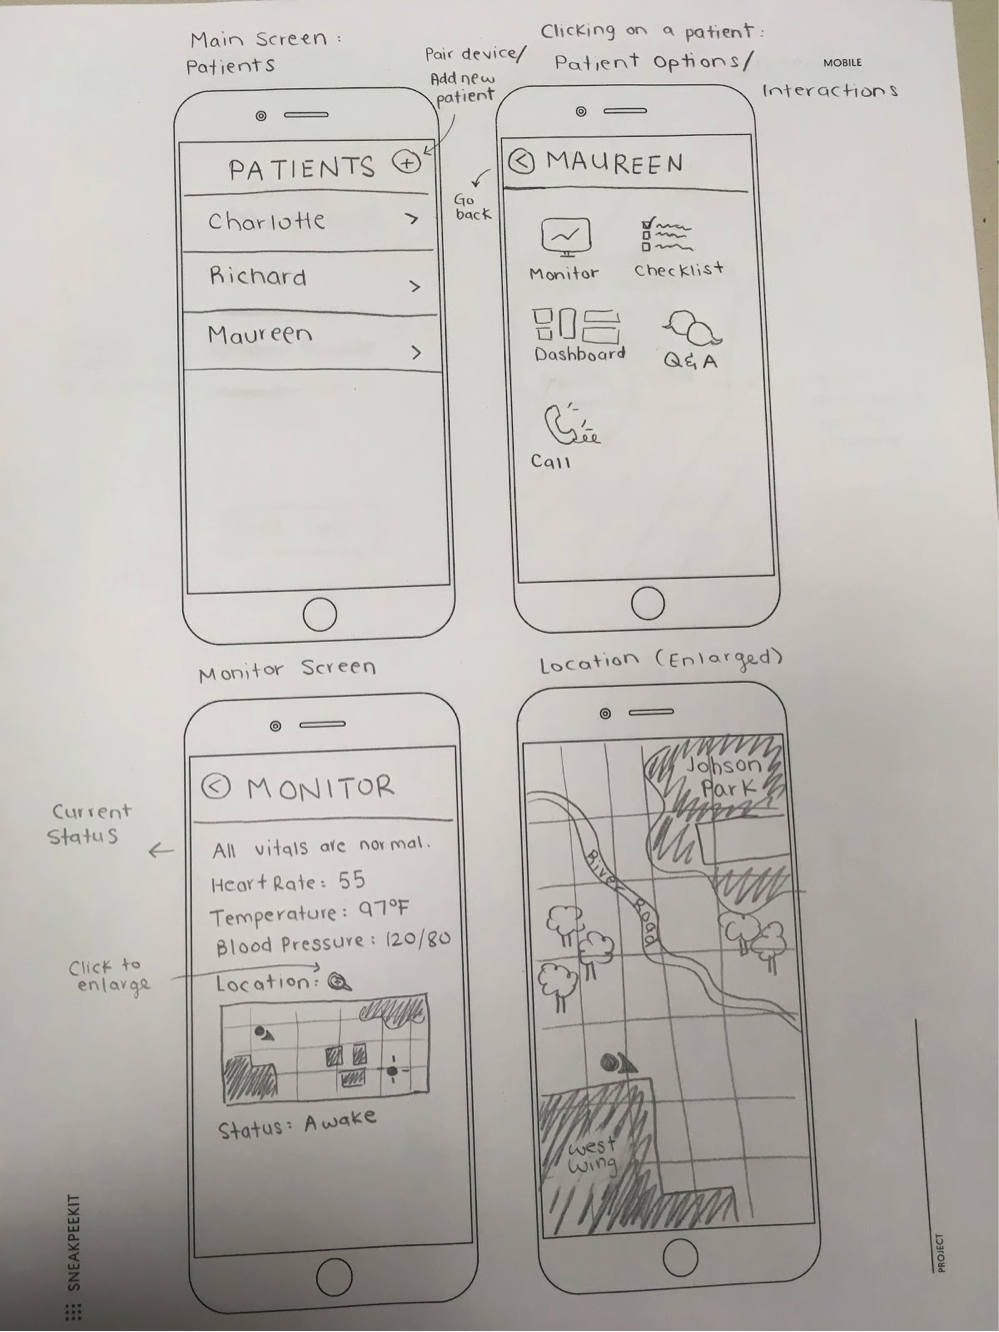 Main Screen:
Patients
Pair device/
Add new
patient
Clicking on a patient:
Patient Options/
Interactions
MOBILE
PATIENTS +
Charlotte >
Richard >
Maureen >
Go
back
< MAUREEN
Monitor
Checklist
Dashboard
Q&A
Call
Monitor Screen
Current
Status
< MONITOR
All vitals are normal.
Heart Rate: 55
Temperature: 97°F
Blood Pressure: 120/80
Click to
enlarge
Location:
Status: Awake
Location (Enlarged)
Johson
Park
River Road
West
Wing
SNEAKPEEKIT
PROJECT